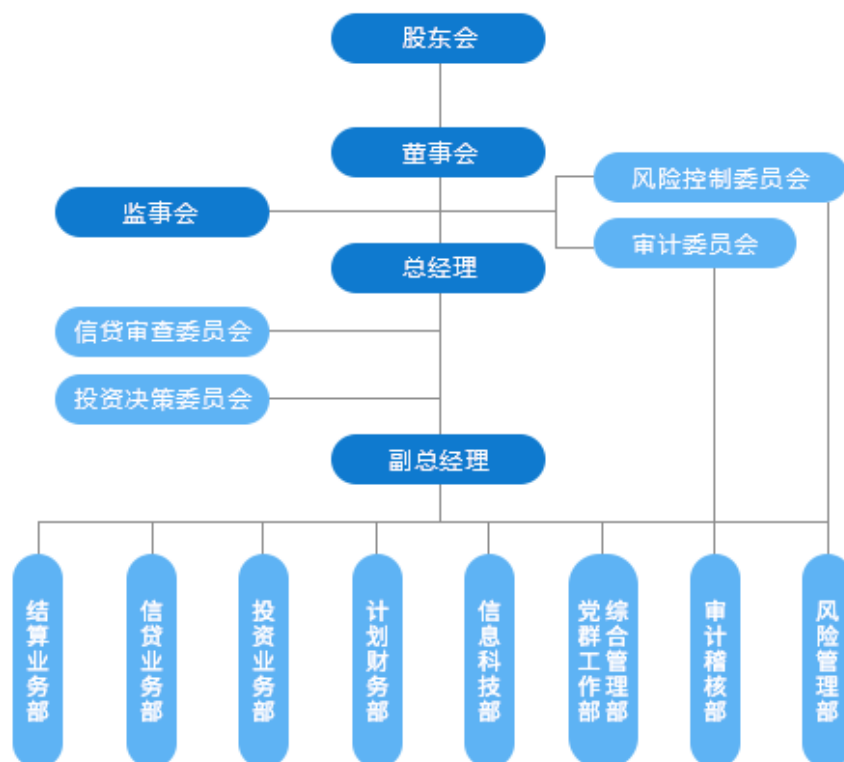 股东会
董事会
风险控制委员会
监事会
审计委员会
总经理
信贷审查委员会
投资决策委员会
副总经理
结算业务部
信贷业务部
投资业务部
计划财务部
信息科技部
党群工作部
综合管理部
审计稽核部
风险管理部